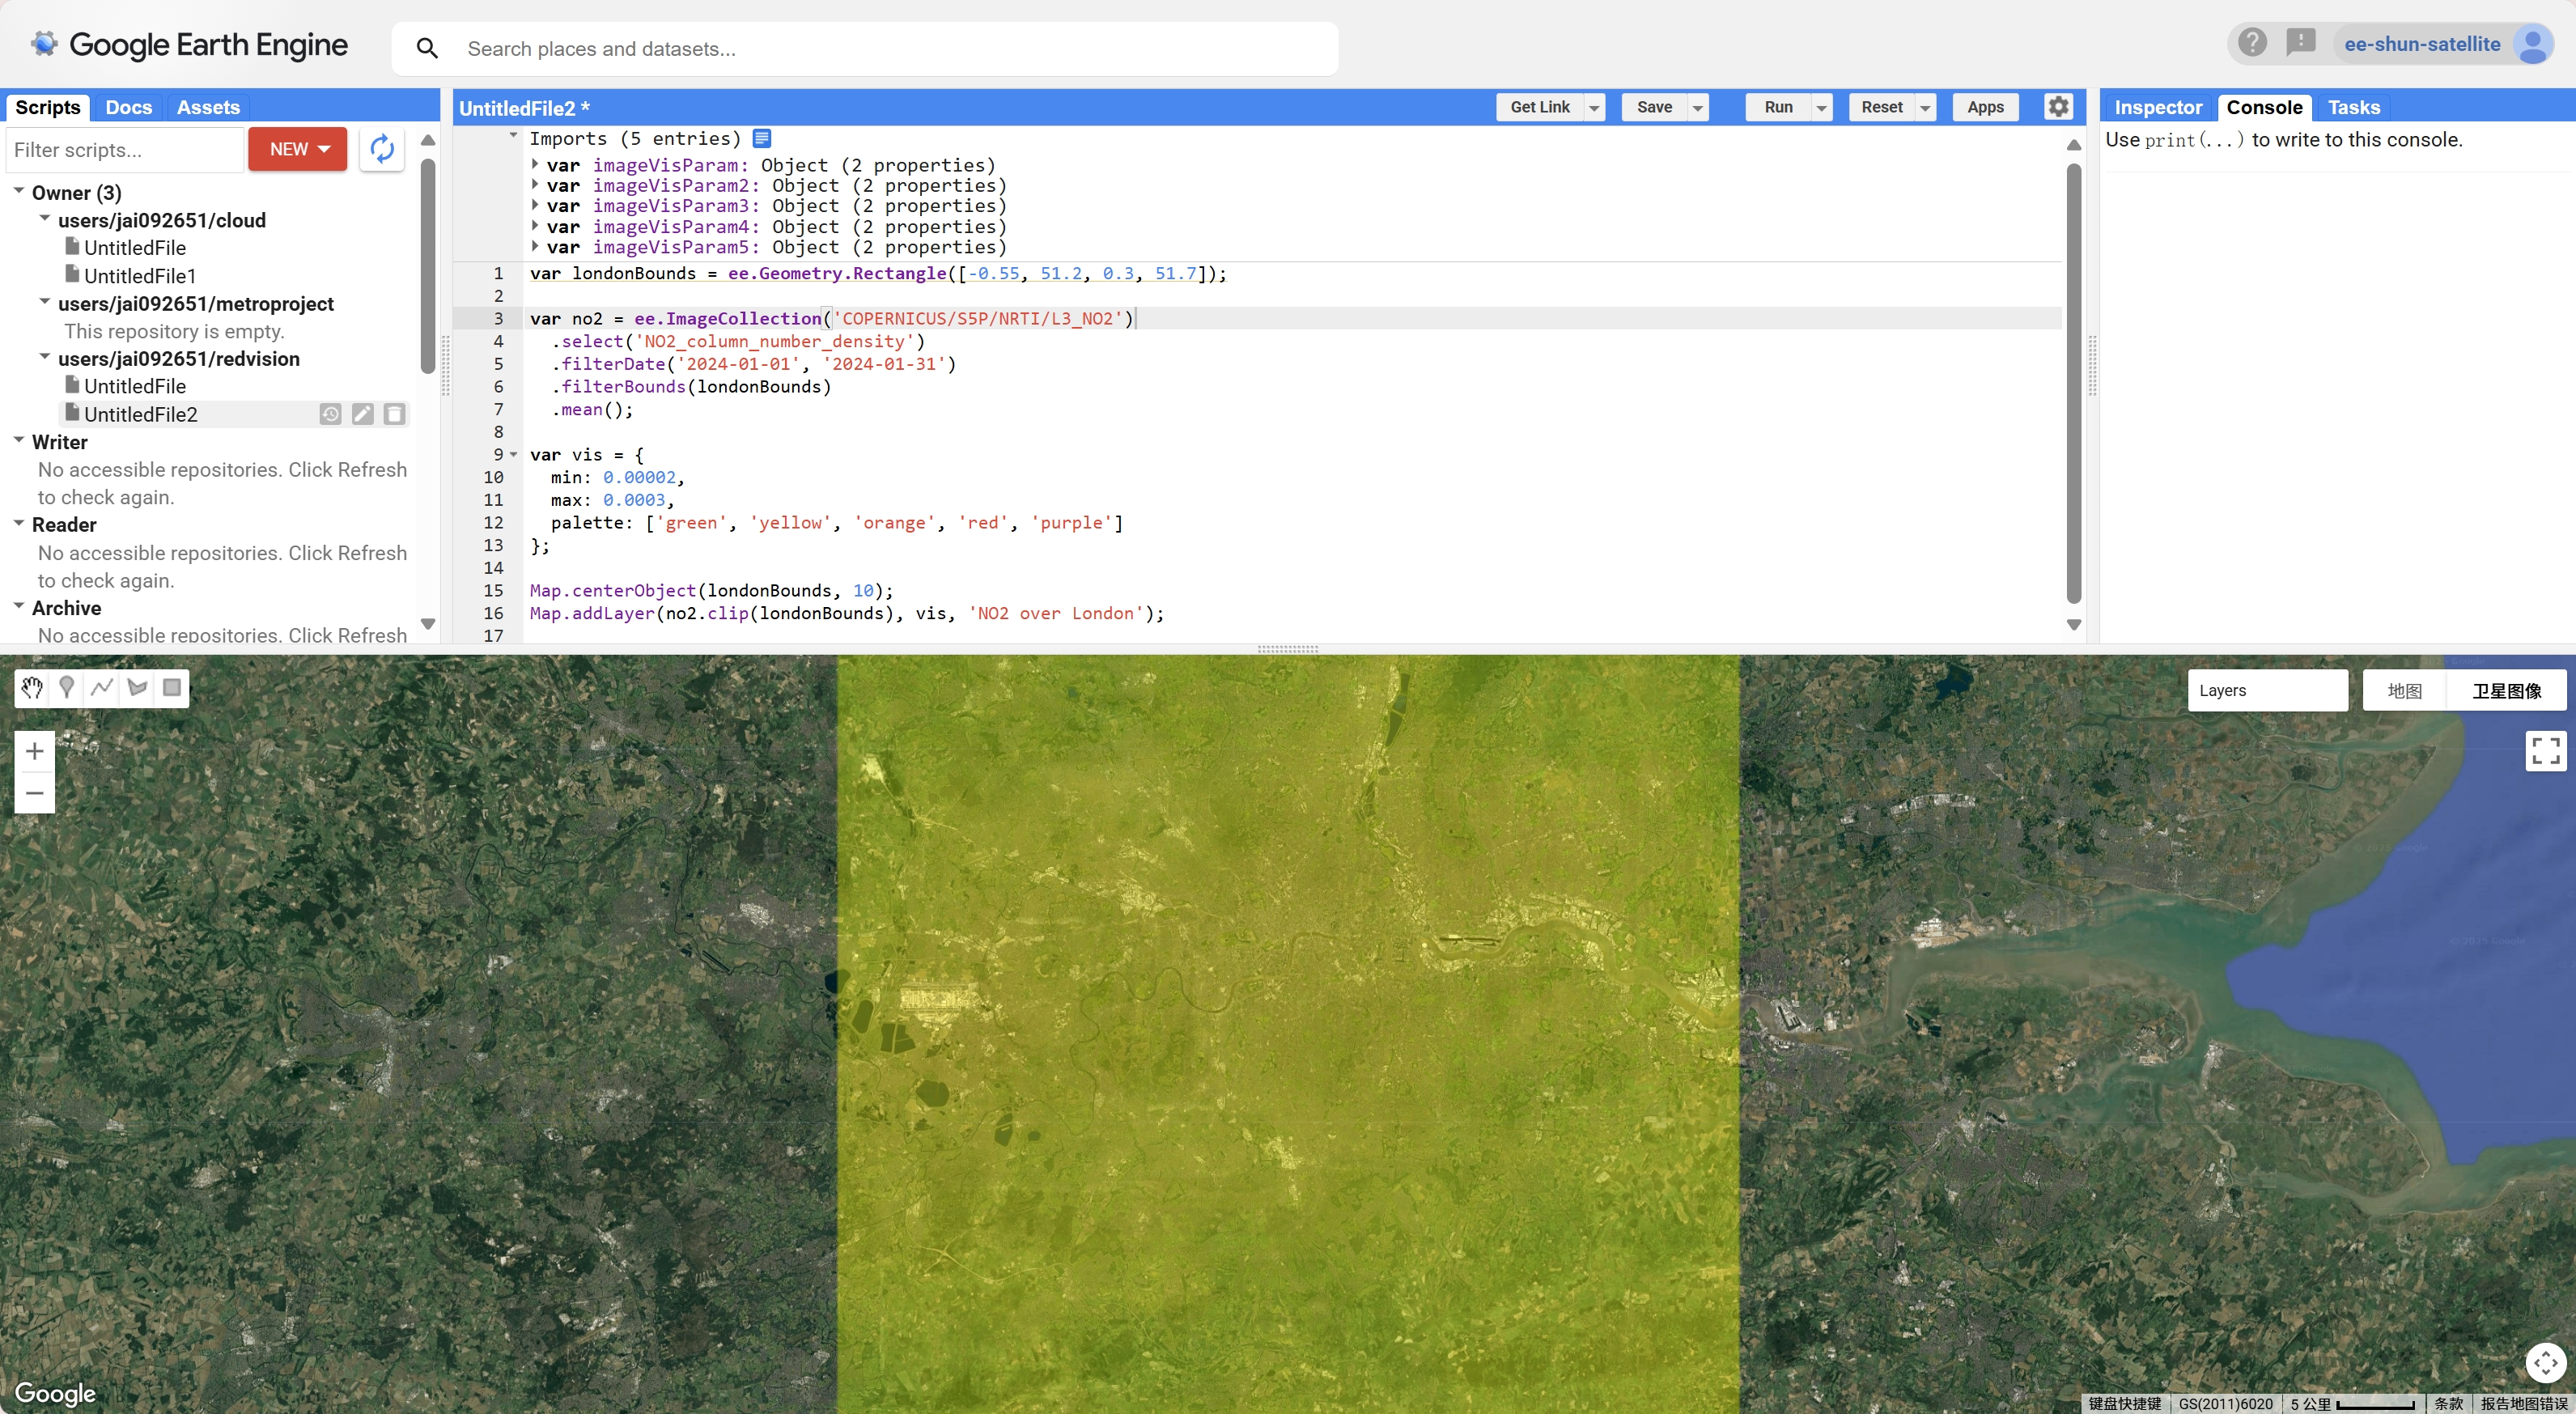 Google Earth Engine
Search places and datasets...
ee-shun-satellite
Scripts Docs Assets
Filter scripts...
NEW
Owner (3)
users/jai092651/cloud
UntitledFile
UntitledFile1
users/jai092651/metroproject
This repository is empty.
users/jai092651/redvision
UntitledFile
UntitledFile2
Writer
No accessible repositories. Click Refresh
to check again.
Reader
No accessible repositories. Click Refresh
to check again.
Archive
No accessible repositories. Click Refresh
UntitledFile2 *
Get Link Save Run Reset Apps
Imports (5 entries)
var imageVisParam: Object (2 properties)
var imageVisParam2: Object (2 properties)
var imageVisParam3: Object (2 properties)
var imageVisParam4: Object (2 properties)
var imageVisParam5: Object (2 properties)
1 var londonBounds = ee.Geometry.Rectangle([-0.55, 51.2, 0.3, 51.7]);
2
3 var no2 = ee.ImageCollection('COPERNICUS/S5P/NRTI/L3_NO2')
4 .select('NO2_column_number_density')
5 .filterDate('2024-01-01', '2024-01-31')
6 .filterBounds(londonBounds)
7 .mean();
8
9 var vis = {
10 min: 0.00002,
11 max: 0.0003,
12 palette: ['green', 'yellow', 'orange', 'red', 'purple']
13 };
14
15 Map.centerObject(londonBounds, 10);
16 Map.addLayer(no2.clip(londonBounds), vis, 'NO2 over London');
17
Inspector Console Tasks
Use print(...) to write to this console.
Layers
地图 卫星图像
Google
键盘快捷键 GS(2011)6020 5 公里 条款 报告地图错误